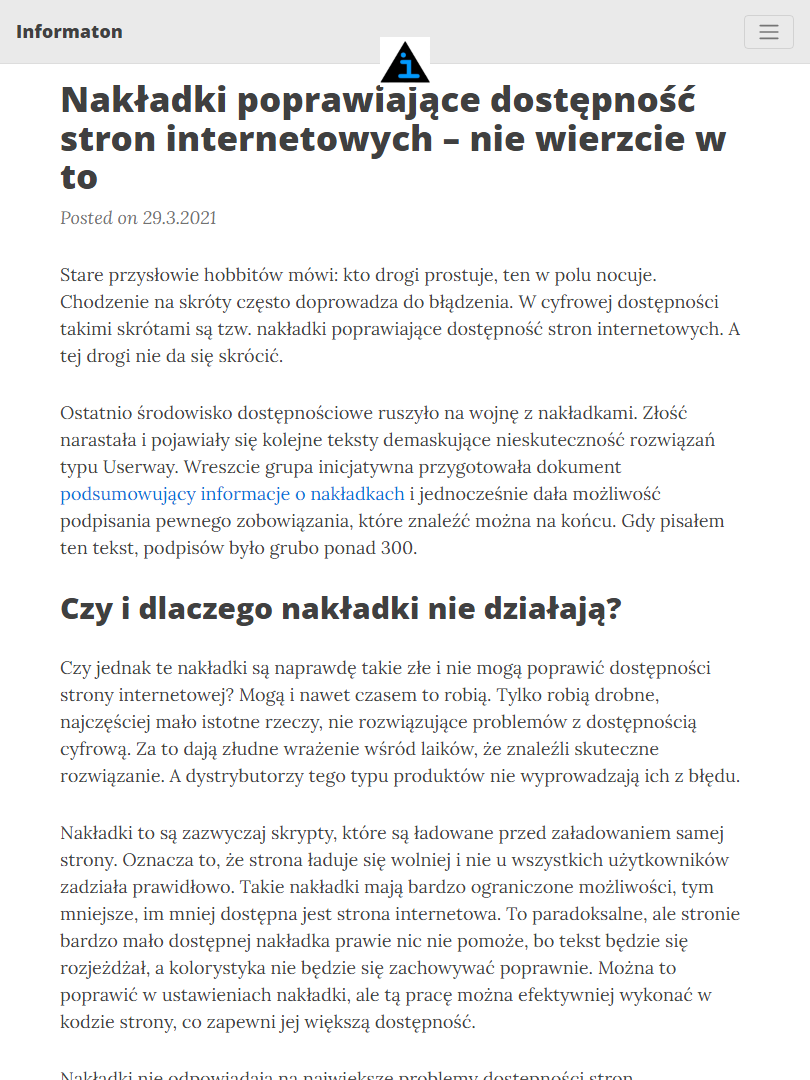 Informaton
Nakładki poprawiające dostępność
stron internetowych – nie wierzcie w
to
Posted on 29.3.2021
Stare przysłowie hobbitów mówi: kto drogi prostuje, ten w polu nocuje.
Chodzenie na skróty często doprowadza do błądzenia. W cyfrowej dostępności
takimi skrótami są tzw. nakładki poprawiające dostępność stron internetowych. A
tej drogi nie da się skrócić.
Ostatnio środowisko dostępnościowe ruszyło na wojnę z nakładkami. Złość
narastała i pojawiały się kolejne teksty demaskujące nieskuteczność rozwiązań
typu Userway. Wreszcie grupa inicjatywna przygotowała dokument
podsumowujący informacje o nakładkach i jednocześnie dała możliwość
podpisania pewnego zobowiązania, które znaleźć można na końcu. Gdy pisałem
ten tekst, podpisów było grubo ponad 300.
Czy i dlaczego nakładki nie działają?
Czy jednak te nakładki są naprawdę takie złe i nie mogą poprawić dostępności
strony internetowej? Mogą i nawet czasem to robią. Tylko robią drobne,
najczęściej mało istotne rzeczy, nie rozwiązujące problemów z dostępnością
cyfrową. Za to dają złudne wrażenie wśród laików, że znaleźli skuteczne
rozwiązanie. A dystrybutorzy tego typu produktów nie wyprowadzają ich z błędu.
Nakładki to są zazwyczaj skrypty, które są ładowane przed załadowaniem samej
strony. Oznacza to, że strona ładuje się wolniej i nie u wszystkich użytkowników
zadziała prawidłowo. Takie nakładki mają bardzo ograniczone możliwości, tym
mniejsze, im mniej dostępna jest strona internetowa. To paradoksalne, ale stronie
bardzo mało dostępnej nakładka prawie nic nie pomoże, bo tekst będzie się
rozjeżdżał, a kolorystyka nie będzie się zachowywać poprawnie. Można to
poprawić w ustawieniach nakładki, ale tą pracę można efektywniej wykonać w
kodzie strony, co zapewni jej większą dostępność.
Nakładki nie odpowiadają na największe problemy dostępności stron